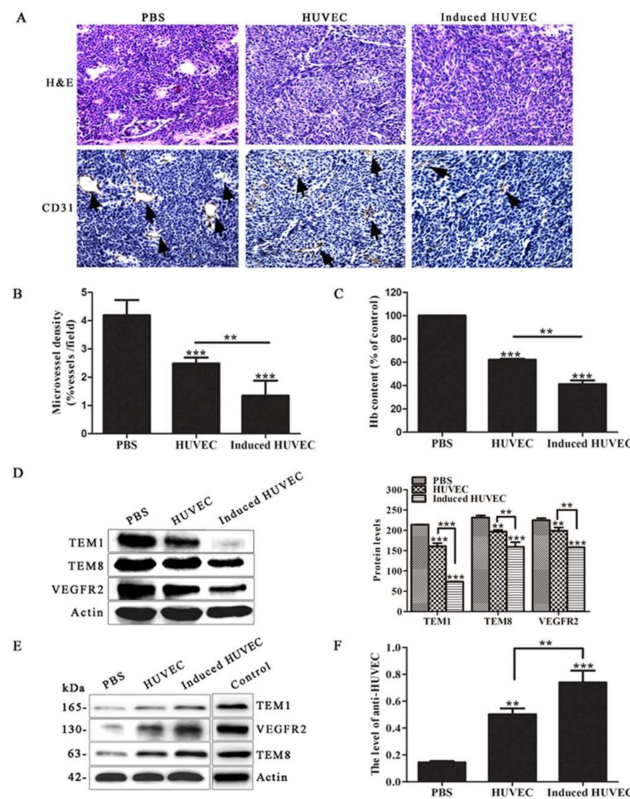 A
PBS
HUVEC
Induced HUVEC
H&E
CD31
B
Microvessel density
(%vessels /field)
5
4
3
2
1
0
**
***
***
PBS
HUVEC
Induced HUVEC
C
Hb content (% of control)
120
100
80
60
40
20
0
**
***
***
PBS
HUVEC
Induced HUVEC
D
PBS
HUVEC
Induced HUVEC
TEM1
TEM8
VEGFR2
Actin
PBS
HUVEC
Induced HUVEC
Protein levels
300
250
200
150
100
50
0
***
***
***
**
**
***
**
**
***
TEM1
TEM8
VEGFR2
E
kDa
PBS
HUVEC
Induced HUVEC
Control
165-
TEM1
130-
VEGFR2
63-
TEM8
42-
Actin
F
The level of anti-HUVEC
1.0
0.8
0.6
0.4
0.2
0.0
**
**
***
PBS
HUVEC
Induced HUVEC